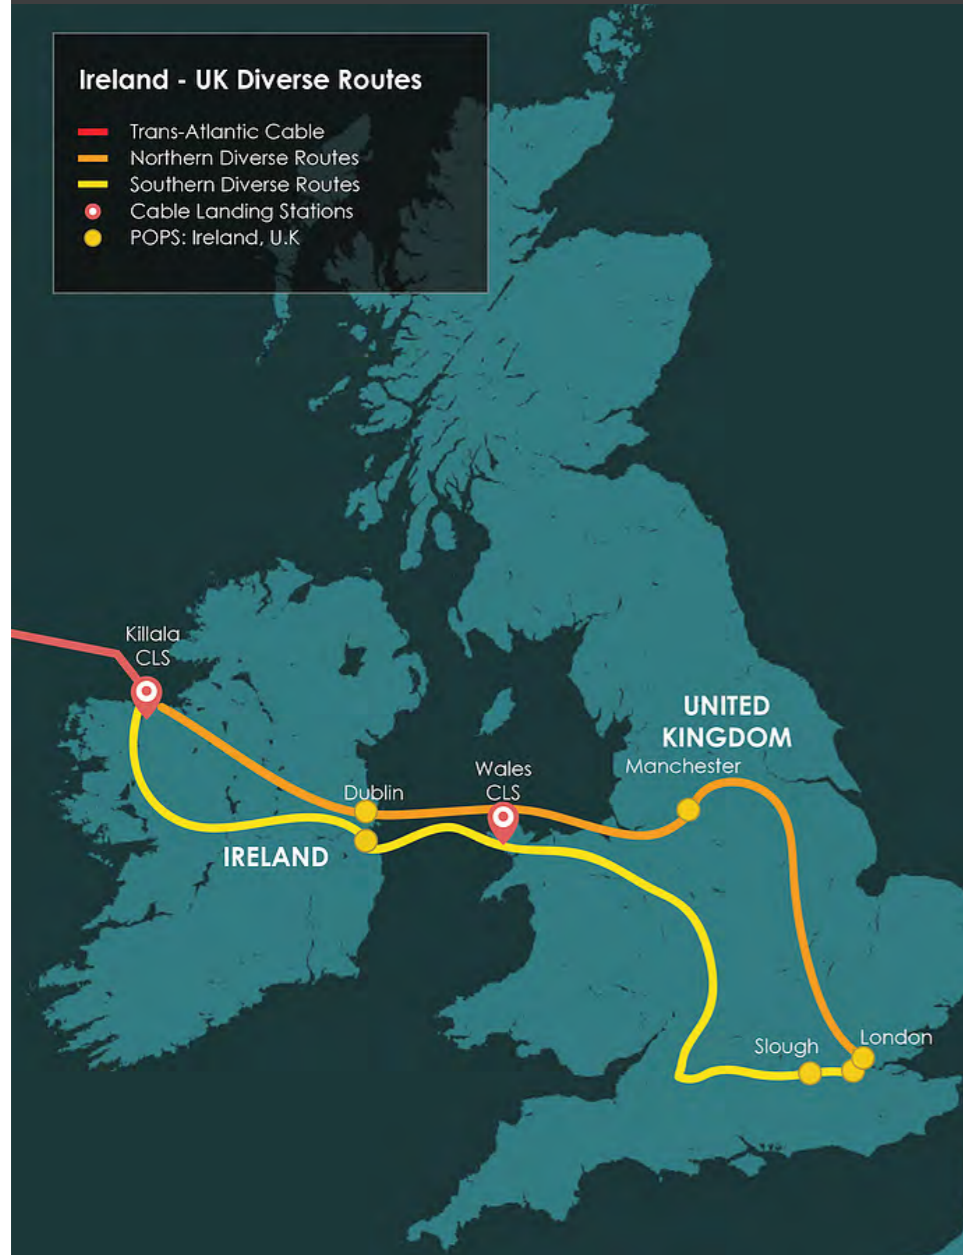 Ireland - UK Diverse Routes
Trans-Atlantic Cable
Northern Diverse Routes
Southern Diverse Routes
Cable Landing Stations
POPS: Ireland, U.K
Killala
CLS
UNITED
KINGDOM
Manchester
Wales
CLS
Dublin
IRELAND
London
Slough